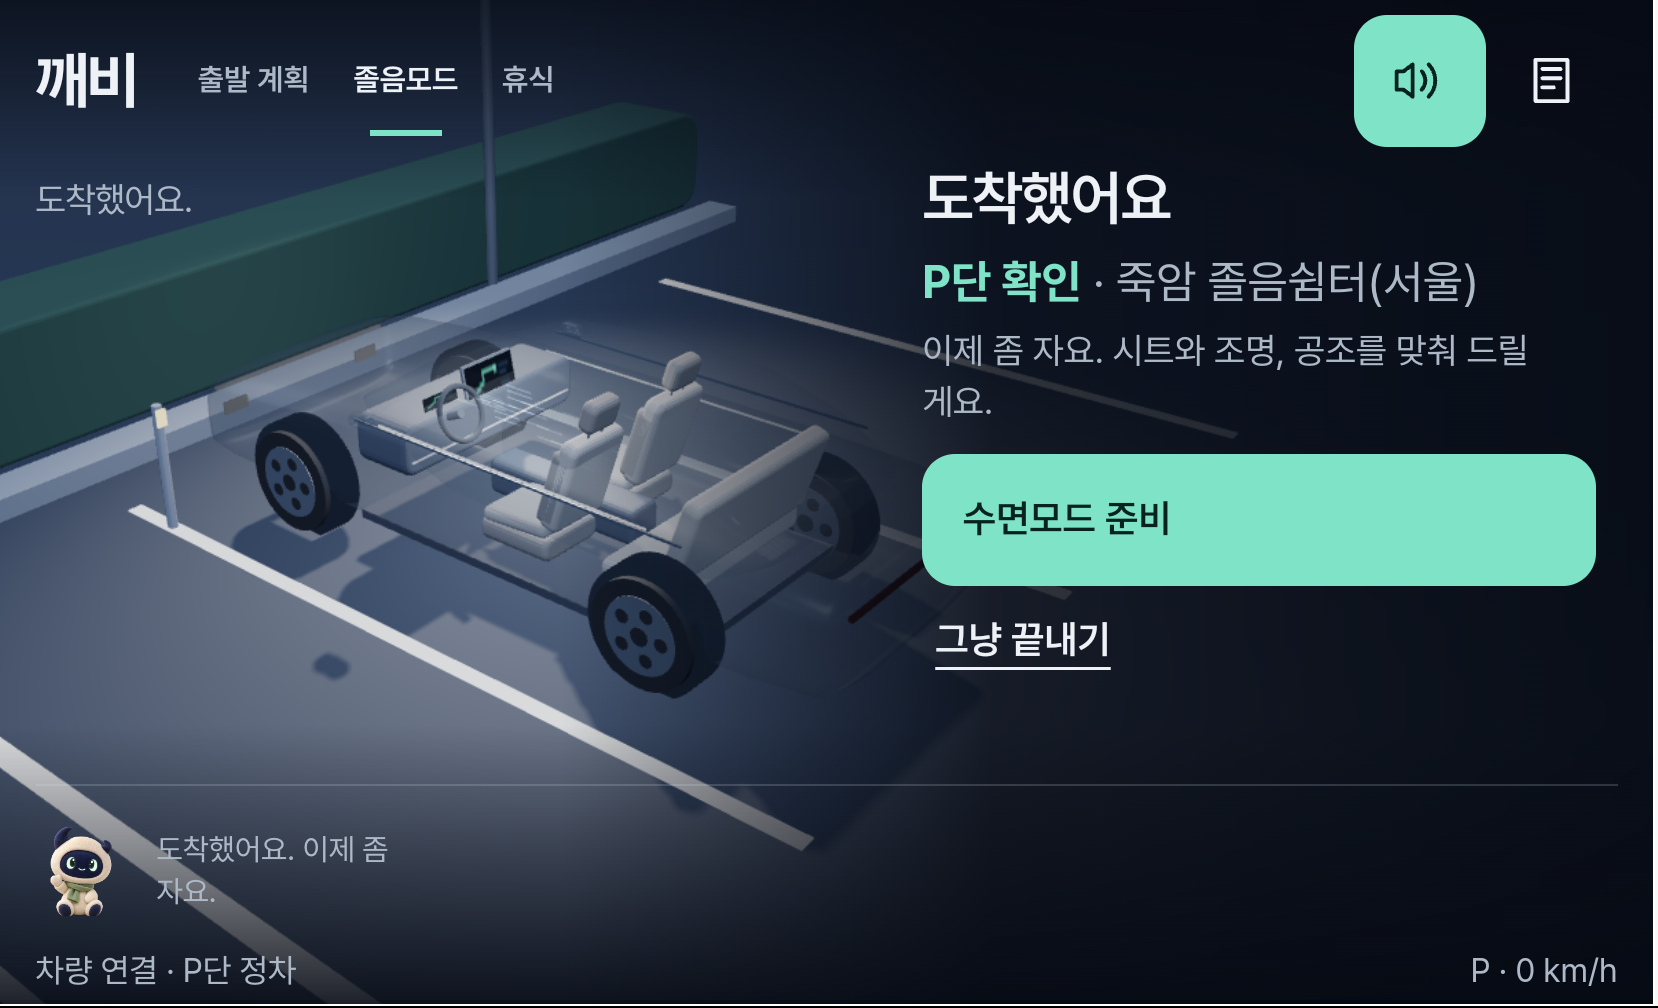 깨비 출발 계획 졸음모드 휴식
도착했어요.
도착했어요
P단 확인 · 죽암 졸음쉼터(서울)
이제 좀 자요. 시트와 조명, 공조를 맞춰 드릴
게요.
수면모드 준비
그냥 끝내기
도착했어요. 이제 좀
자요.
차량 연결 · P단 정차
P · 0 km/h